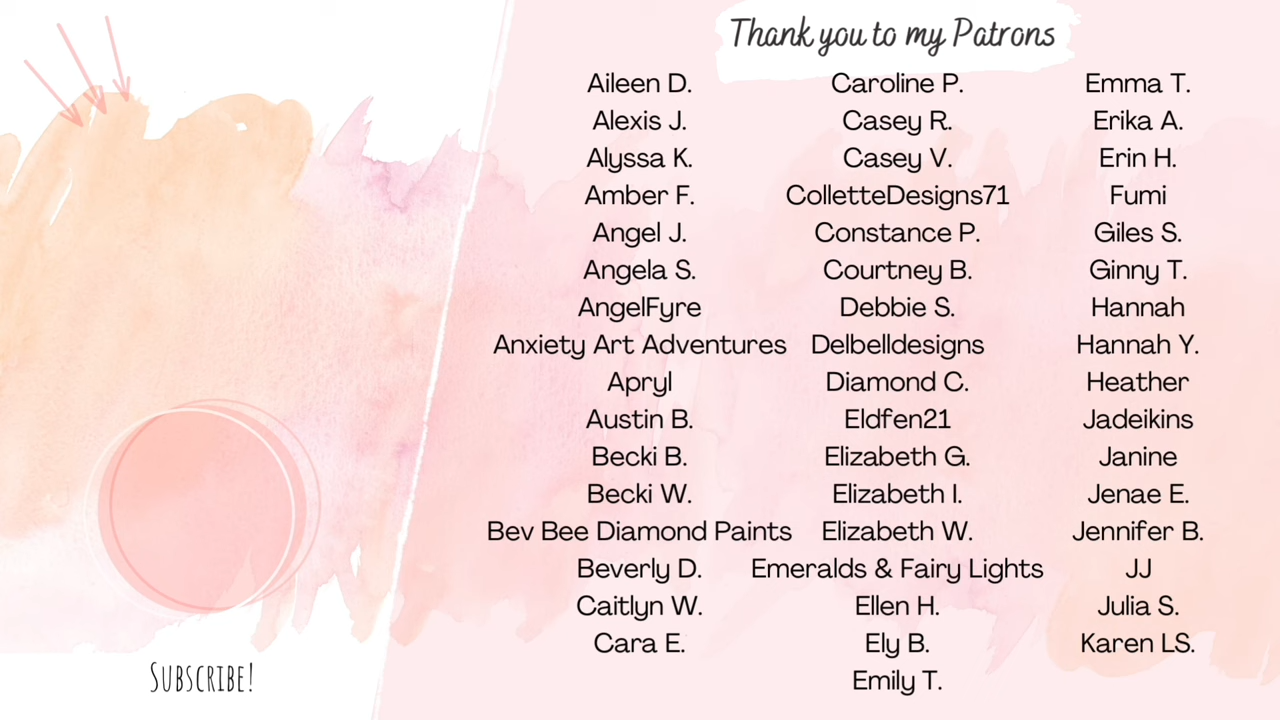 Thank you to my Patrons
Aileen D.
Alexis J.
Alyssa K.
Amber F.
Angel J.
Angela S.
AngelFyre
Anxiety Art Adventures
Apryl
Austin B.
Becki B.
Becki W.
Bev Bee Diamond Paints
Beverly D.
Caitlyn W.
Cara E.
Caroline P.
Casey R.
Casey V.
ColletteDesigns71
Constance P.
Courtney B.
Debbie S.
Delbelldesigns
Diamond C.
Eldfen21
Elizabeth G.
Elizabeth I.
Elizabeth W.
Emeralds & Fairy Lights
Ellen H.
Ely B.
Emily T.
Emma T.
Erika A.
Erin H.
Fumi
Giles S.
Ginny T.
Hannah
Hannah Y.
Heather
Jadeikins
Janine
Jenae E.
Jennifer B.
JJ
Julia S.
Karen LS.
Subscribe!